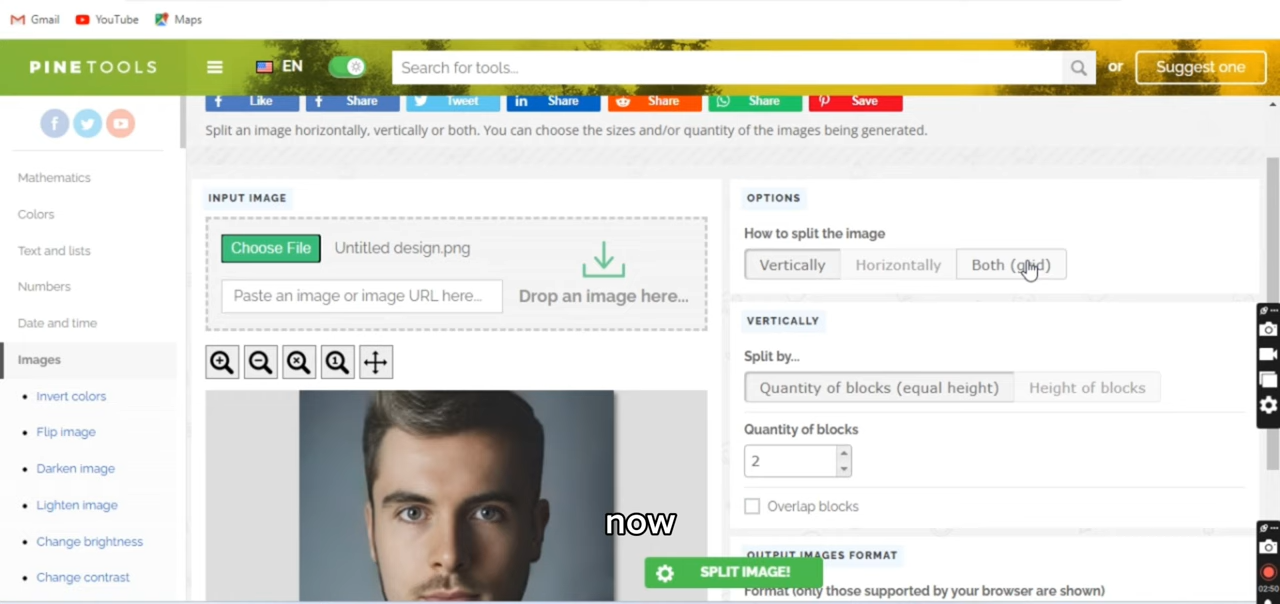 Gmail YouTube Maps
PINETOOLS EN Search for tools... or Suggest one
Like Share Tweet Share Share Share Save
Split an image horizontally, vertically or both. You can choose the sizes and/or quantity of the images being generated.
Mathematics
Colors
Text and lists
Numbers
Date and time
Images
Invert colors
Flip image
Darken image
Lighten image
Change brightness
Change contrast
INPUT IMAGE
Choose File Untitled design.png
Paste an image or image URL here...
Drop an image here...
now
OPTIONS
How to split the image
Vertically Horizontally Both (grid)
VERTICALLY
Split by...
Quantity of blocks (equal height) Height of blocks
Quantity of blocks
2
Overlap blocks
OUTPUT IMAGES FORMAT
SPLIT IMAGE!
Format (only those supported by your browser are shown)
02:50